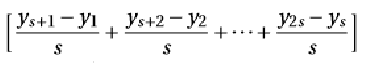 [ (y_{s+1} − y_1)/s + (y_{s+2} − y_2)/s + ⋯ + (y_{2s} − y_s)/s ]